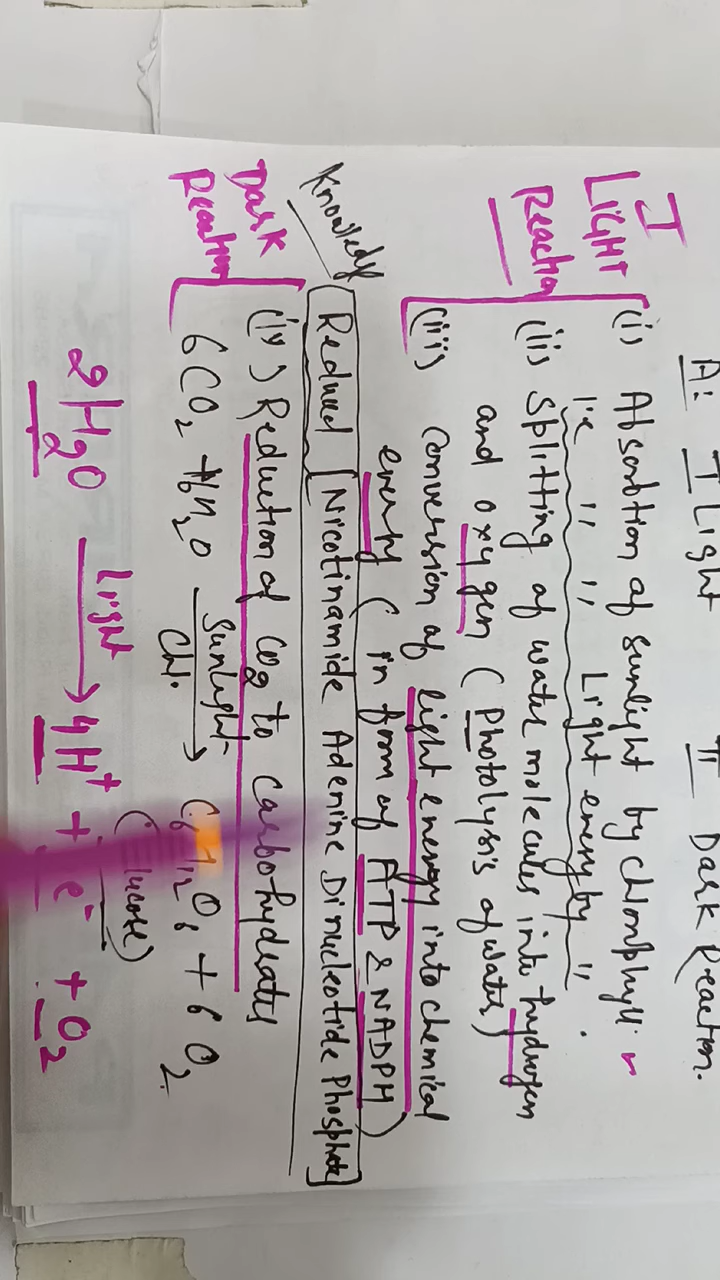 A: I Light II Dark Reaction.
I LIGHT Reaction
(i) Absorbtion of sunlight by chlorophyll
i.e " " Light energy by " .
(ii) Splitting of water molecules into hydrogen
and oxygen (Photolysis of water)
(iii) Conversion of light energy into chemical
energy (in form of ATP & NADPH)
Knowledge
Reduced [Nicotinamide Adenine Dinucleotide Phosphate]
Dark Reaction
(iv) Reduction of CO2 to carbohydrates
6CO2 + 6H2O Sunlight Chl. → C6H12O6 + 6O2
(Glucose)
2H2O Light → 4H+ + e- + O2